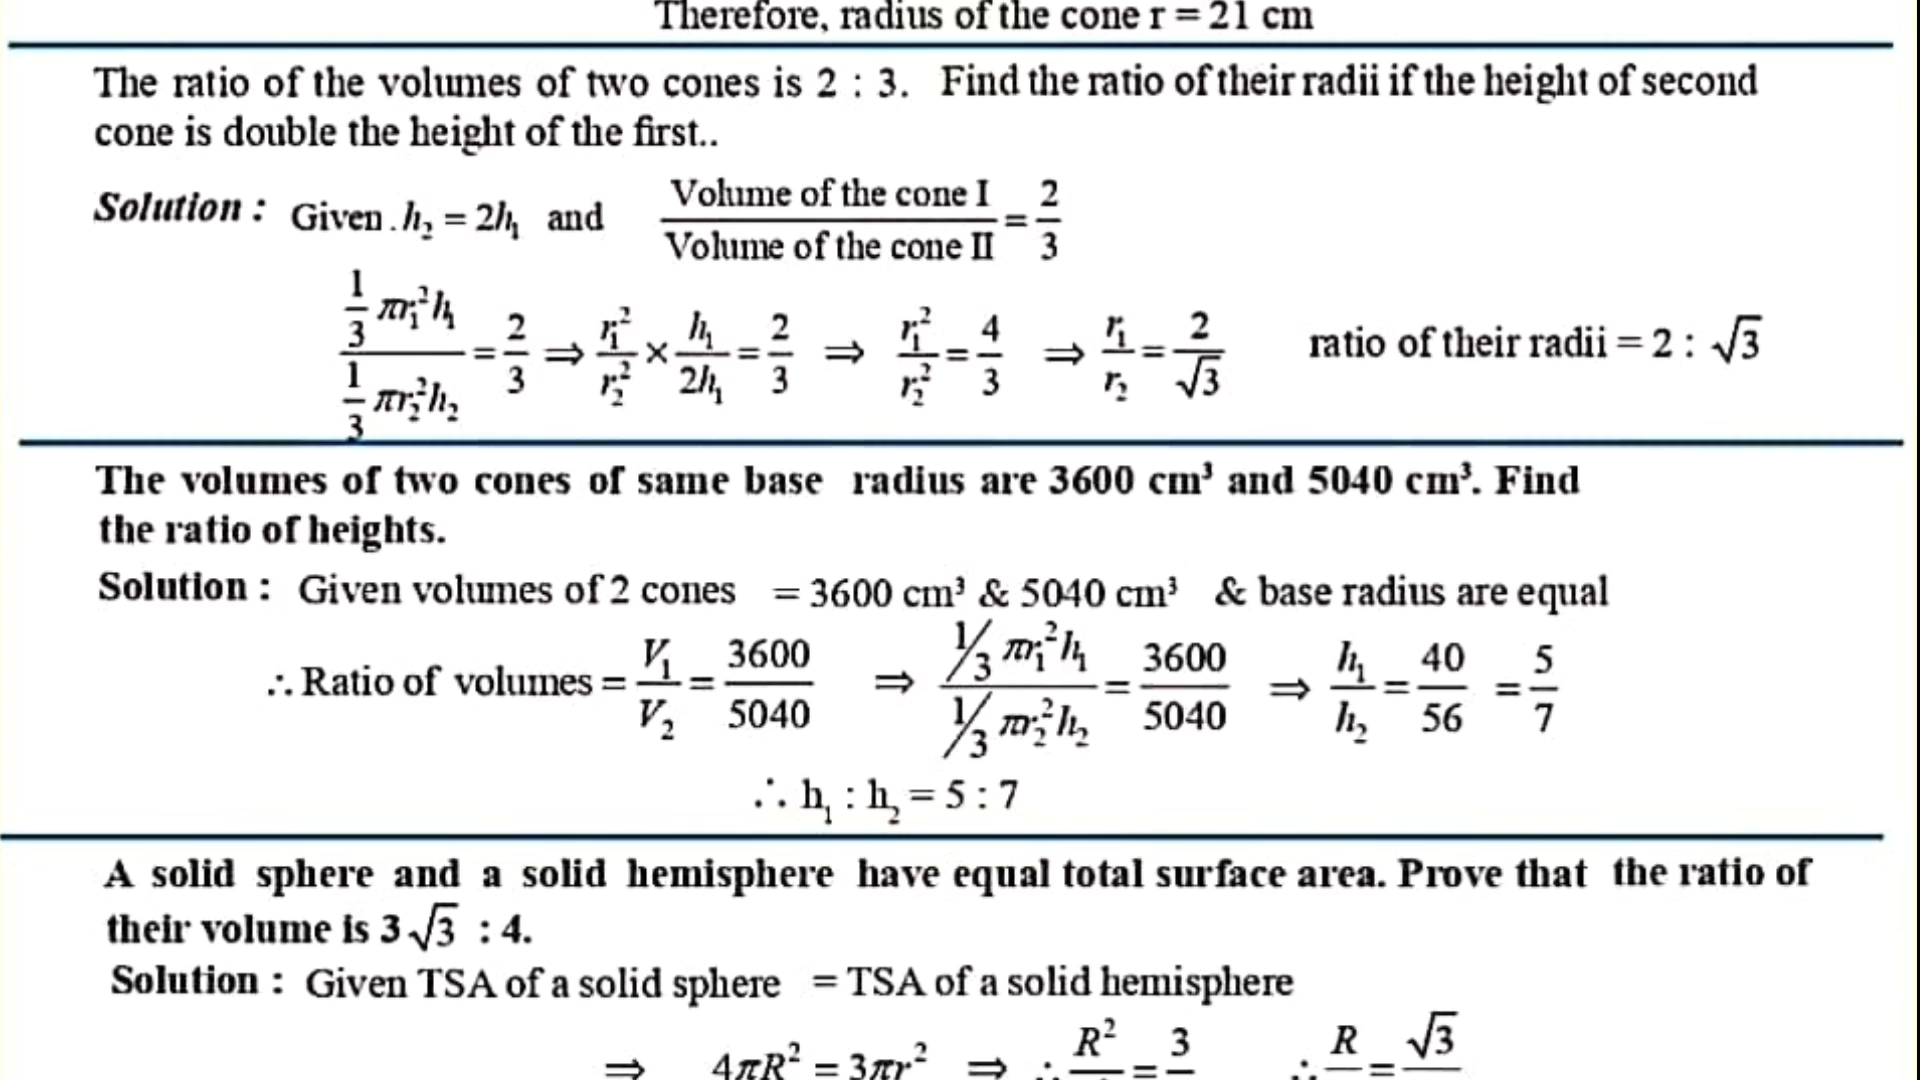 Therefore, radius of the cone r = 21 cm
The ratio of the volumes of two cones is 2 : 3. Find the ratio of their radii if the height of second
cone is double the height of the first..
Solution : Given . h₂ = 2h₁ and (Volume of the cone I)/(Volume of the cone II) = 2/3
(1/3 πr₁²h₁)/(1/3 πr₂²h₂) = 2/3 ⇒ r₁²/r₂² × h₁/2h₁ = 2/3 ⇒ r₁²/r₂² = 4/3 ⇒ r₁/r₂ = 2/√3 ratio of their radii = 2 : √3
The volumes of two cones of same base radius are 3600 cm³ and 5040 cm³. Find
the ratio of heights.
Solution : Given volumes of 2 cones = 3600 cm³ & 5040 cm³ & base radius are equal
∴ Ratio of volumes = V₁/V₂ = 3600/5040 ⇒ (1/3 πr₁²h₁)/(1/3 πr₂²h₂) = 3600/5040 ⇒ h₁/h₂ = 40/56 = 5/7
∴ h₁ : h₂ = 5 : 7
A solid sphere and a solid hemisphere have equal total surface area. Prove that the ratio of
their volume is 3√3 : 4.
Solution : Given TSA of a solid sphere = TSA of a solid hemisphere
⇒ 4πR² = 3πr² ⇒ ∴ R² = 3 ∴ R = √3